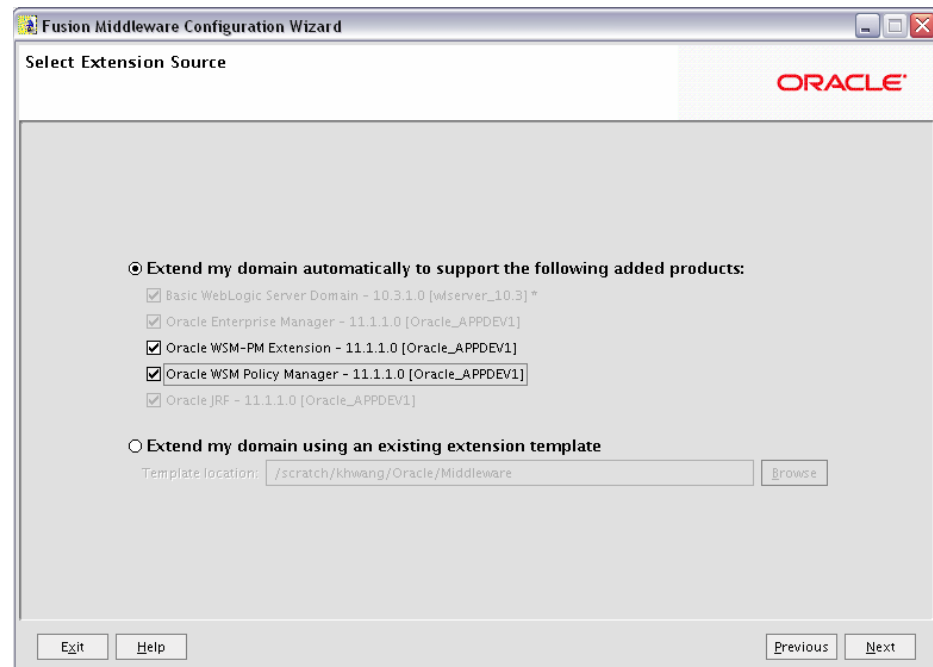 Fusion Middleware Configuration Wizard
Select Extension Source
ORACLE
Extend my domain automatically to support the following added products:
Basic WebLogic Server Domain - 10.3.1.0 [wlserver_10.3] *
Oracle Enterprise Manager - 11.1.1.0 [Oracle_APPDEV1]
Oracle WSM-PM Extension - 11.1.1.0 [Oracle_APPDEV1]
Oracle WSM Policy Manager - 11.1.1.0 [Oracle_APPDEV1]
Oracle JRF - 11.1.1.0 [Oracle_APPDEV1]
Extend my domain using an existing extension template
Template location: /scratch/khwang/Oracle/Middleware Browse
Exit Help Previous Next